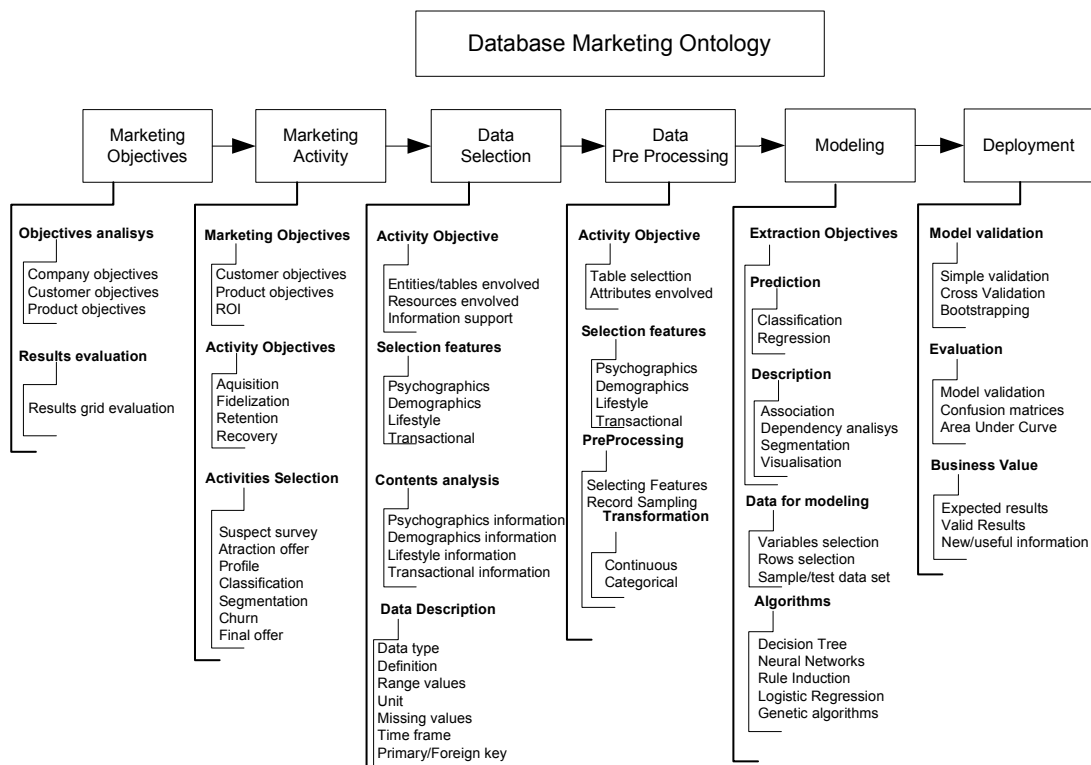 Database Marketing Ontology
Marketing
Objectives
Marketing
Activity
Data
Selection
Data
Pre Processing
Modeling
Deployment
Objectives analisys
Company objectives
Customer objectives
Product objectives
Results evaluation
Results grid evaluation
Marketing Objectives
Customer objectives
Product objectives
ROI
Activity Objectives
Aquisition
Fidelization
Retention
Recovery
Activities Selection
Suspect survey
Atraction offer
Profile
Classification
Segmentation
Churn
Final offer
Activity Objective
Entities/tables envolved
Resources envolved
Information support
Selection features
Psychographics
Demographics
Lifestyle
Transactional
Contents analysis
Psychographics information
Demographics information
Lifestyle information
Transactional information
Data Description
Data type
Definition
Range values
Unit
Missing values
Time frame
Primary/Foreign key
Activity Objective
Table selecttion
Attributes envolved
Selection features
Psychographics
Demographics
Lifestyle
Transactional
PreProcessing
Selecting Features
Record Sampling
Transformation
Continuous
Categorical
Extraction Objectives
Prediction
Classification
Regression
Description
Association
Dependency analisys
Segmentation
Visualisation
Data for modeling
Variables selection
Rows selection
Sample/test data set
Algorithms
Decision Tree
Neural Networks
Rule Induction
Logistic Regression
Genetic algorithms
Model validation
Simple validation
Cross Validation
Bootstrapping
Evaluation
Model validation
Confusion matrices
Area Under Curve
Business Value
Expected results
Valid Results
New/useful information